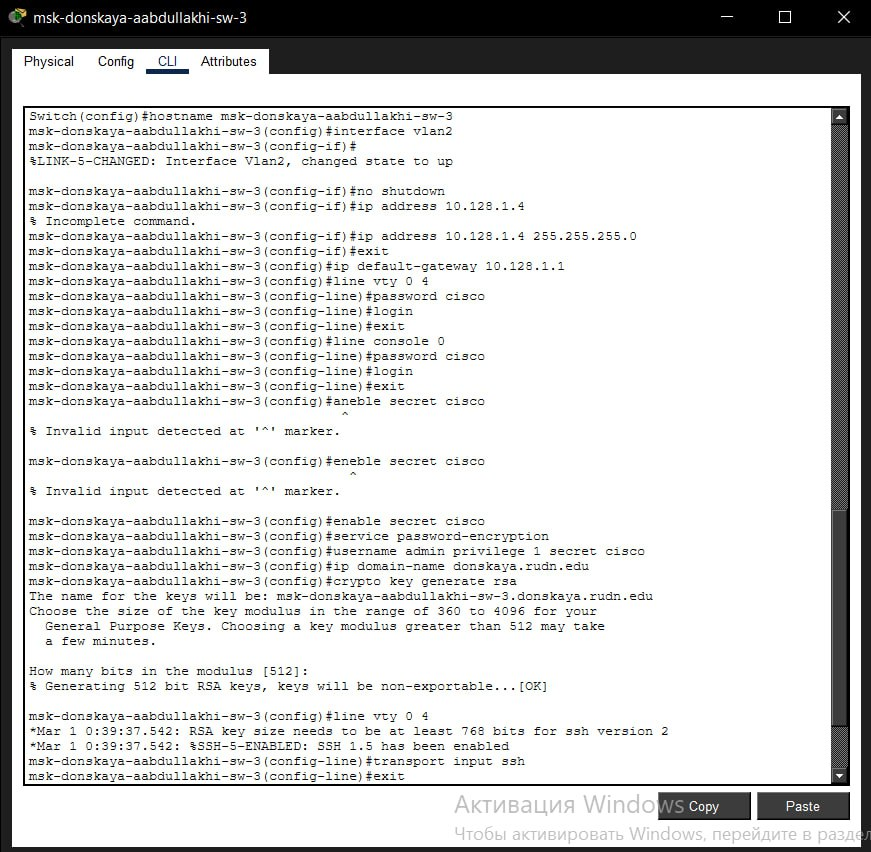 msk-donskaya-aabdullakhi-sw-3
Physical Config CLI Attributes
Switch(config)#hostname msk-donskaya-aabdullakhi-sw-3
msk-donskaya-aabdullakhi-sw-3(config)#interface vlan2
msk-donskaya-aabdullakhi-sw-3(config-if)#
%LINK-5-CHANGED: Interface Vlan2, changed state to up
msk-donskaya-aabdullakhi-sw-3(config-if)#no shutdown
msk-donskaya-aabdullakhi-sw-3(config-if)#ip address 10.128.1.4
% Incomplete command.
msk-donskaya-aabdullakhi-sw-3(config-if)#ip address 10.128.1.4 255.255.255.0
msk-donskaya-aabdullakhi-sw-3(config-if)#exit
msk-donskaya-aabdullakhi-sw-3(config)#ip default-gateway 10.128.1.1
msk-donskaya-aabdullakhi-sw-3(config)#line vty 0 4
msk-donskaya-aabdullakhi-sw-3(config-line)#password cisco
msk-donskaya-aabdullakhi-sw-3(config-line)#login
msk-donskaya-aabdullakhi-sw-3(config-line)#exit
msk-donskaya-aabdullakhi-sw-3(config)#line console 0
msk-donskaya-aabdullakhi-sw-3(config-line)#password cisco
msk-donskaya-aabdullakhi-sw-3(config-line)#login
msk-donskaya-aabdullakhi-sw-3(config-line)#exit
msk-donskaya-aabdullakhi-sw-3(config)#aneble secret cisco
^
% Invalid input detected at '^' marker.
msk-donskaya-aabdullakhi-sw-3(config)#eneble secret cisco
^
% Invalid input detected at '^' marker.
msk-donskaya-aabdullakhi-sw-3(config)#enable secret cisco
msk-donskaya-aabdullakhi-sw-3(config)#service password-encryption
msk-donskaya-aabdullakhi-sw-3(config)#username admin privilege 1 secret cisco
msk-donskaya-aabdullakhi-sw-3(config)#ip domain-name donskaya.rudn.edu
msk-donskaya-aabdullakhi-sw-3(config)#crypto key generate rsa
The name for the keys will be: msk-donskaya-aabdullakhi-sw-3.donskaya.rudn.edu
Choose the size of the key modulus in the range of 360 to 4096 for your
General Purpose Keys. Choosing a key modulus greater than 512 may take
a few minutes.
How many bits in the modulus [512]:
% Generating 512 bit RSA keys, keys will be non-exportable...[OK]
msk-donskaya-aabdullakhi-sw-3(config)#line vty 0 4
*Mar 1 0:39:37.542: RSA key size needs to be at least 768 bits for ssh version 2
*Mar 1 0:39:37.542: %SSH-5-ENABLED: SSH 1.5 has been enabled
msk-donskaya-aabdullakhi-sw-3(config-line)#transport input ssh
msk-donskaya-aabdullakhi-sw-3(config-line)#exit
Активация Windows
Copy Paste
Чтобы активировать Windows, перейдите в раздел